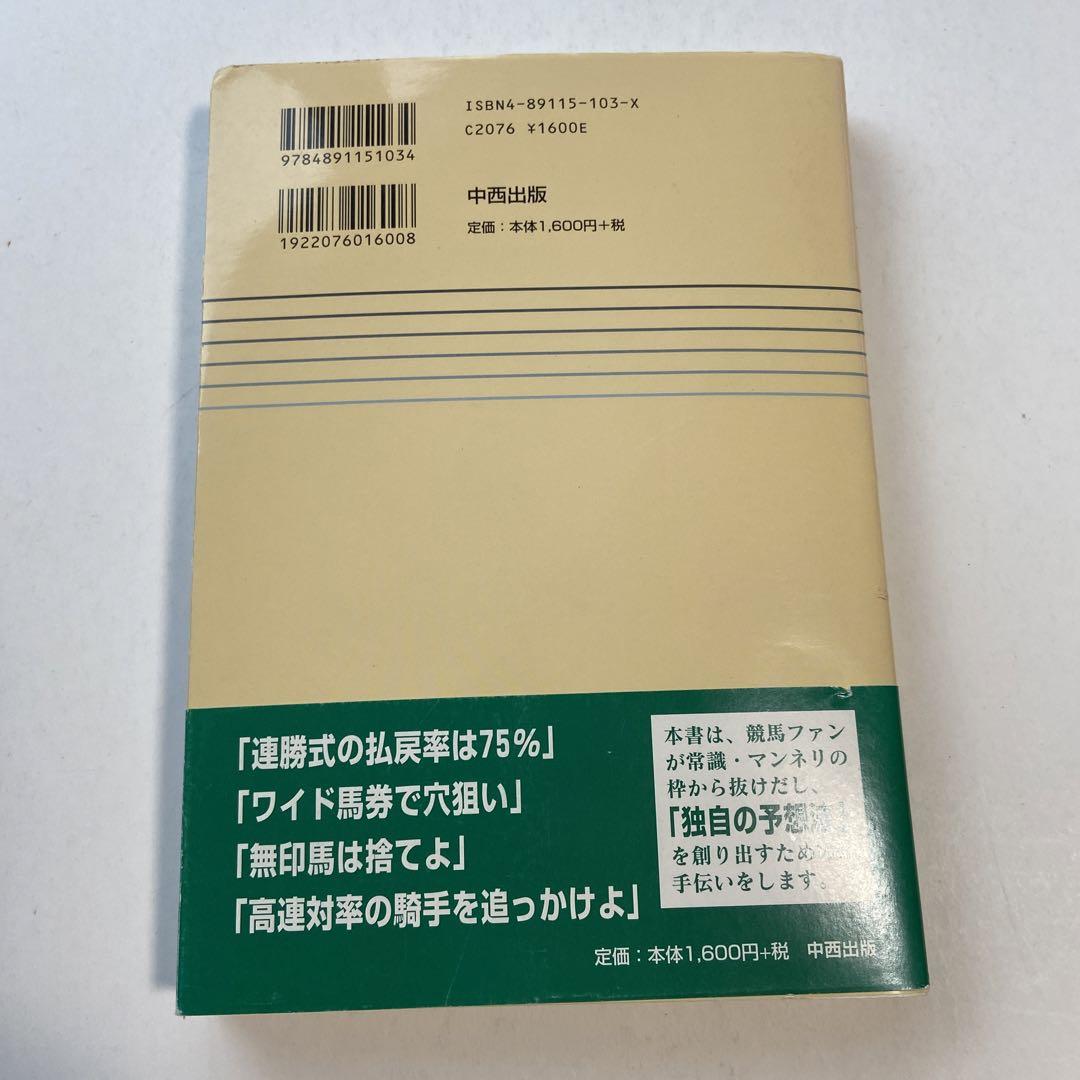 ISBN4-89115-103-X
C2076 ¥1600E
9784891151034
中西出版
定価：本体1,600円+税
1922076016008
「連勝式の払戻率は75%」
「ワイド馬券で穴狙い」
「無印馬は捨てよ」
「高連対率の騎手を追っかけよ」
本書は、競馬ファン
が常識・マンネリの
枠から抜けだし、
「独自の予想法」
を創り出すための
手伝いをします。
定価：本体1,600円+税 中西出版